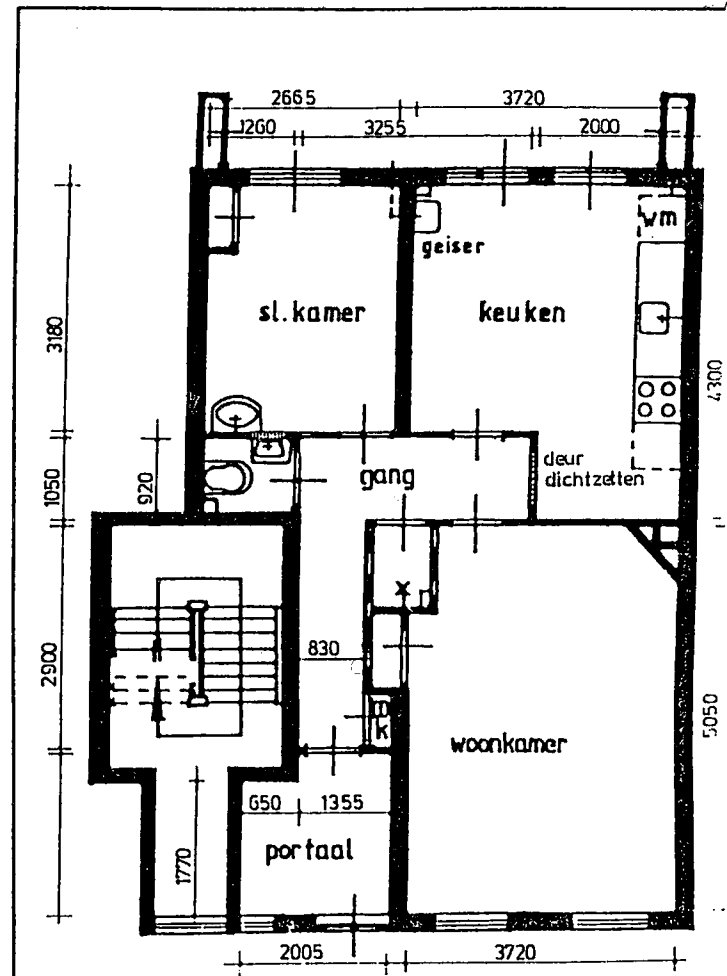 2665 3720
1260 3255 2000
wm
geiser
sl.kamer keuken
3180
4300
deur
dichtzetten
gang
1050
920
830
2900
mk
woonkamer
5050
650 1355
portaal
1770
2005 3720